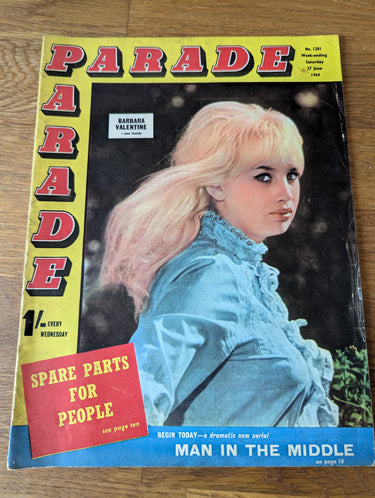 PARADE
PARADE
No. 1281
Week-ending
Saturday
27 June
1964
BARBARA
VALENTINE
1/- EVERY
WEDNESDAY
SPARE PARTS
FOR
PEOPLE
see page ten
BEGIN TODAY—a dramatic new serial
MAN IN THE MIDDLE
on page 18